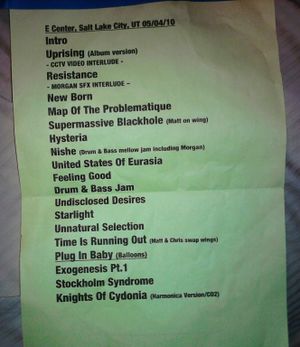 E Center, Salt Lake City, UT 05/04/10
Intro
Uprising (Album version)
- CCTV VIDEO INTERLUDE -
Resistance
- MORGAN SFX INTERLUDE -
New Born
Map Of The Problematique
Supermassive Blackhole (Matt on wing)
Hysteria
Nishe (Drum & Bass mellow jam including Morgan)
United States Of Eurasia
Feeling Good
Drum & Bass Jam
Undisclosed Desires
Starlight
Unnatural Selection
Time Is Running Out (Matt & Chris swap wings)
Plug In Baby (Balloons)
Exogenesis Pt.1
Stockholm Syndrome
Knights Of Cydonia (Harmonica Version/CO2)